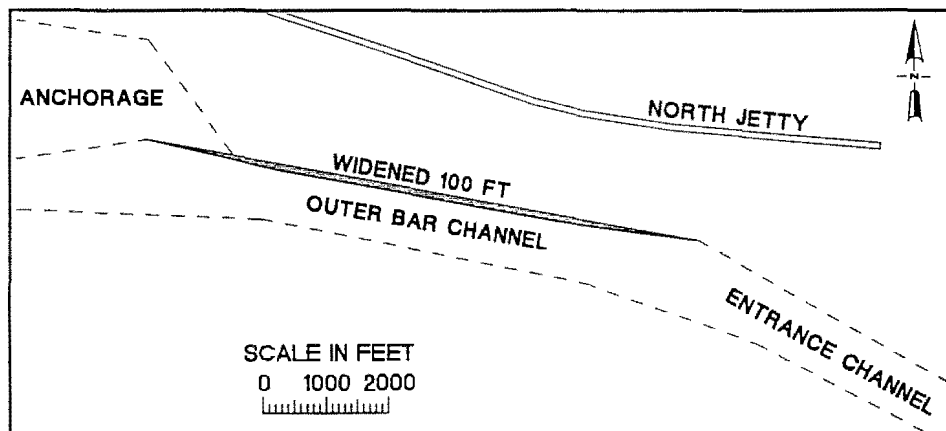 ANCHORAGE
NORTH JETTY
N
WIDENED 100 FT
OUTER BAR CHANNEL
ENTRANCE CHANNEL
SCALE IN FEET
0 1000 2000